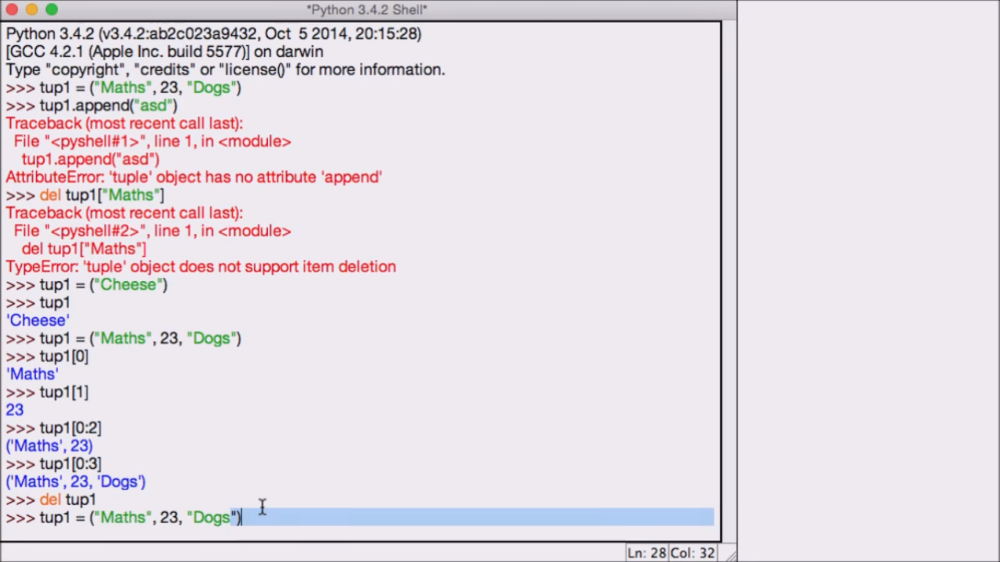 *Python 3.4.2 Shell*
Python 3.4.2 (v3.4.2:ab2c023a9432, Oct  5 2014, 20:15:28)
[GCC 4.2.1 (Apple Inc. build 5577)] on darwin
Type "copyright", "credits" or "license()" for more information.
>>> tup1 = ("Maths", 23, "Dogs")
>>> tup1.append("asd")
Traceback (most recent call last):
  File "<pyshell#1>", line 1, in <module>
    tup1.append("asd")
AttributeError: 'tuple' object has no attribute 'append'
>>> del tup1["Maths"]
Traceback (most recent call last):
  File "<pyshell#2>", line 1, in <module>
    del tup1["Maths"]
TypeError: 'tuple' object does not support item deletion
>>> tup1 = ("Cheese")
>>> tup1
'Cheese'
>>> tup1 = ("Maths", 23, "Dogs")
>>> tup1[0]
'Maths'
>>> tup1[1]
23
>>> tup1[0:2]
('Maths', 23)
>>> tup1[0:3]
('Maths', 23, 'Dogs')
>>> del tup1
>>> tup1 = ("Maths", 23, "Dogs")
Ln: 28 Col: 32